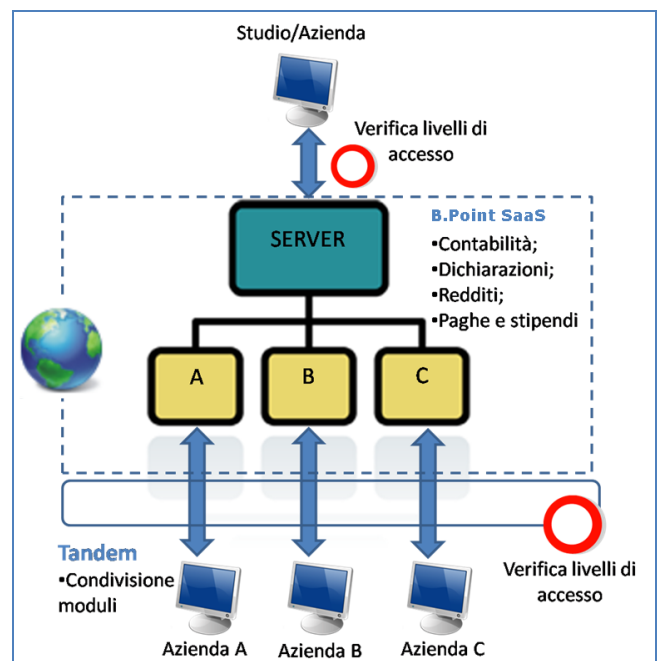 Studio/Azienda
Verifica livelli di
accesso
B.Point SaaS
SERVER
•Contabilità;
•Dichiarazioni;
•Redditi;
•Paghe e stipendi
A
B
C
Tandem
•Condivisione
moduli
Verifica livelli di
accesso
Azienda A
Azienda B
Azienda C